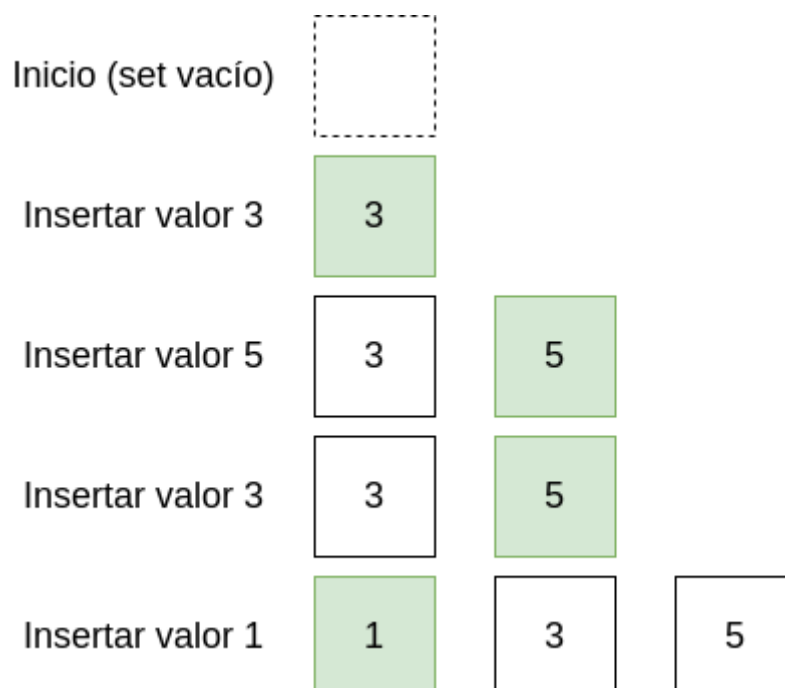 Inicio (set vacío)
Insertar valor 3 3
Insertar valor 5 3 5
Insertar valor 3 3 5
Insertar valor 1 1 3 5